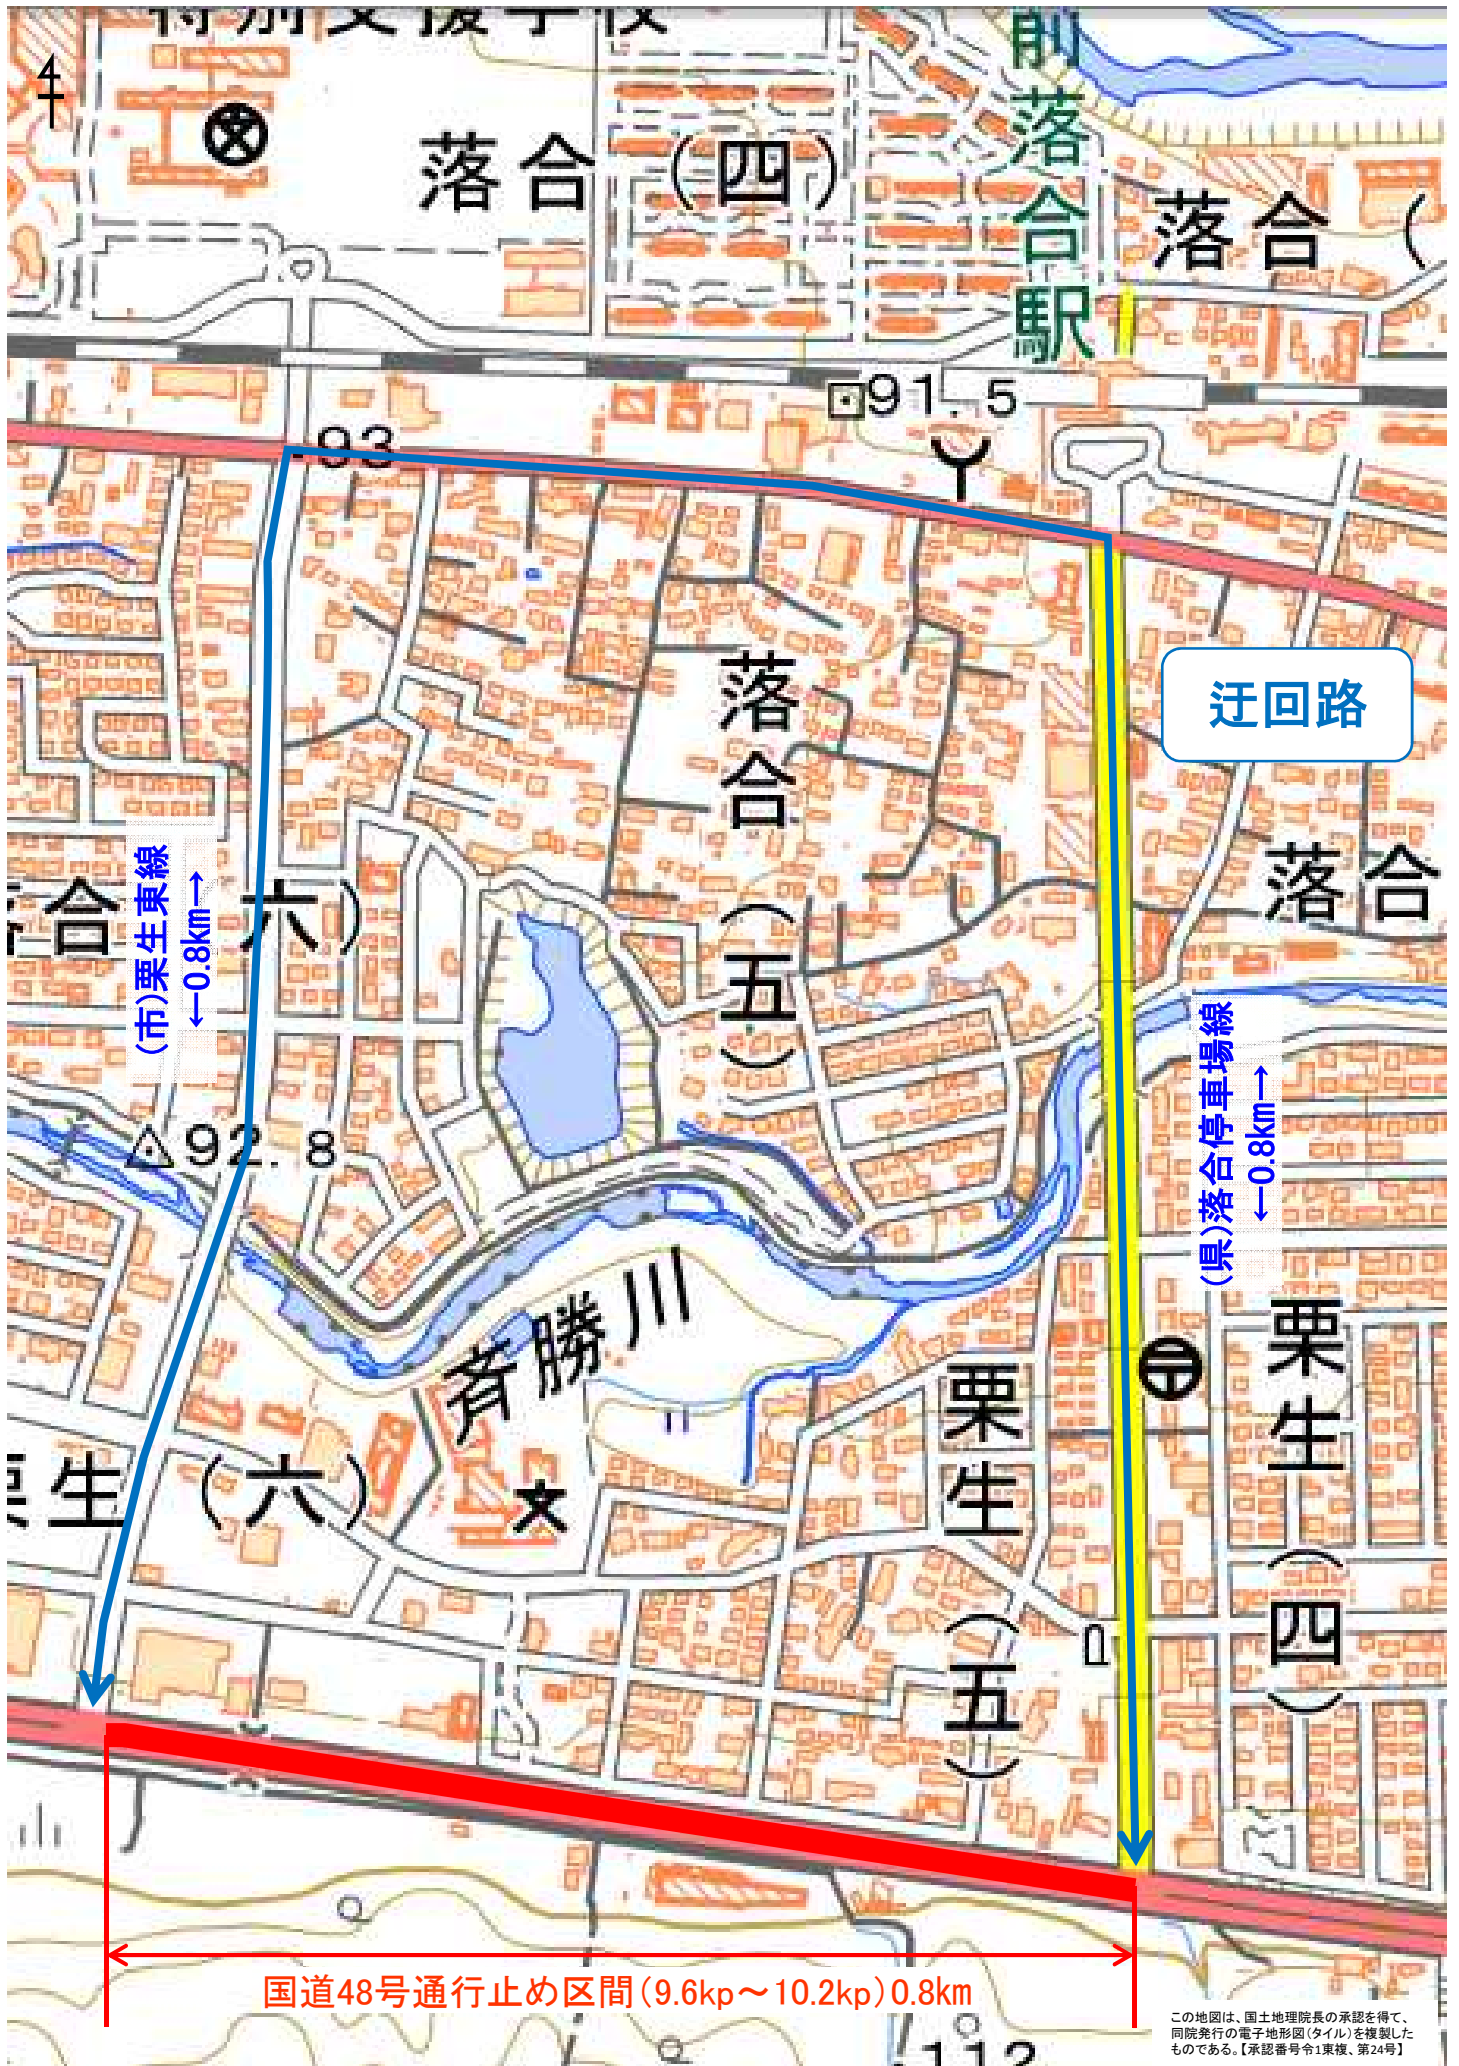 特別支援学校
落合（四）
前落合駅
落合（
91.5
93
落合（五）
迂回路
(市)栗生東線
←0.8km→
合（六）
落合
(県)落合停車場線
←0.8km→
92.8
斉勝川
生（六）
栗生（五）
栗生（四）
国道48号通行止め区間(9.6kp～10.2kp)0.8km
112
この地図は、国土地理院長の承認を得て、
同院発行の電子地形図（タイル）を複製した
ものである。【承認番号令1東複、第24号】